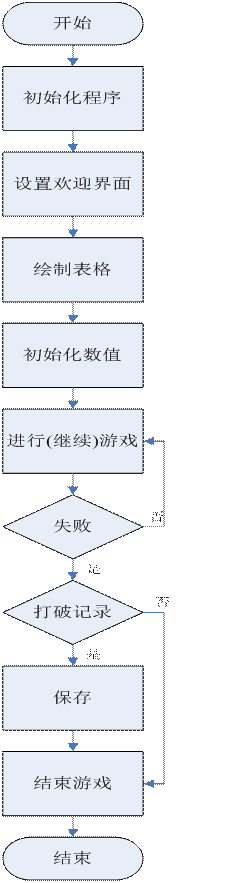 开始
初始化程序
设置欢迎界面
绘制表格
初始化数值
进行(继续)游戏
失败
否
是
打破记录
否
是
保存
结束游戏
结束